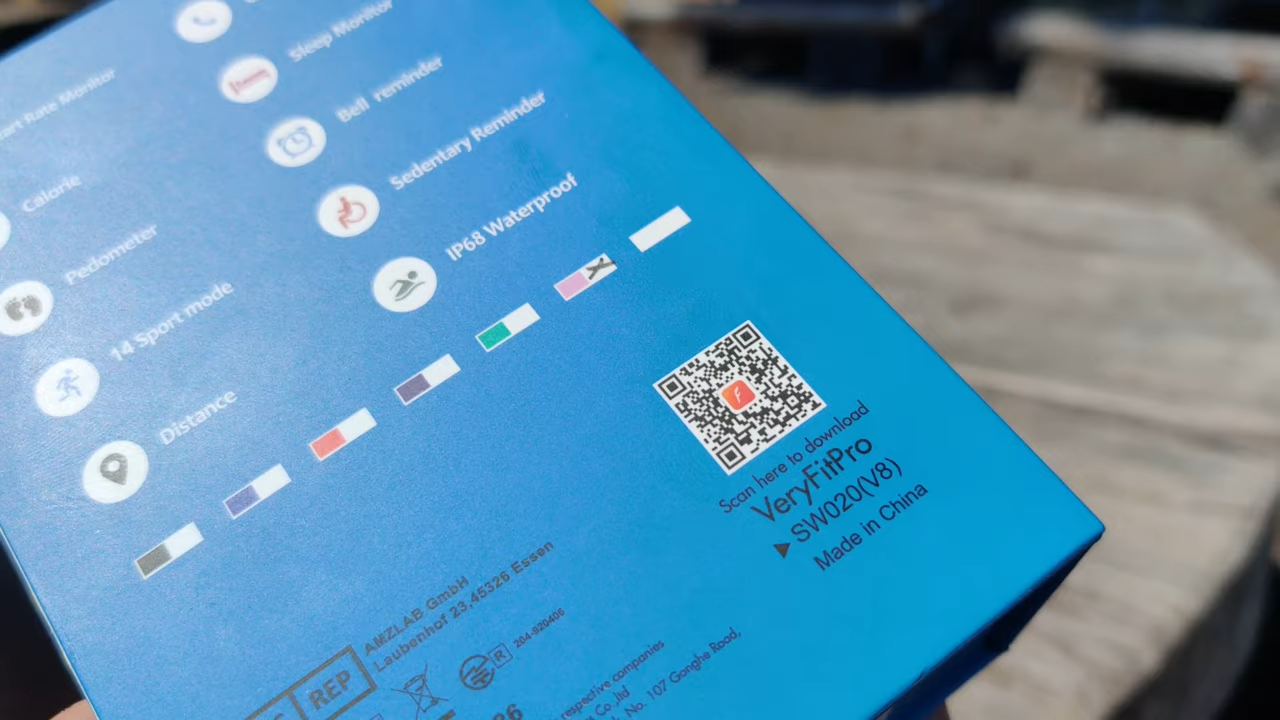 Sleep Monitor
Rate Monitor
Bell reminder
Calorie
Sedentary Reminder
Pedometer
IP68 Waterproof
14 Sport mode
Distance
Scan here to download
VeryFitPro
▶ SW020(V8)
Made in China
AMZLAB GmbH
Laubenhof 23,45326 Essen
REP
R 204-920406
respective companies
Co.,ltd
No. 107 Gonghe Road,